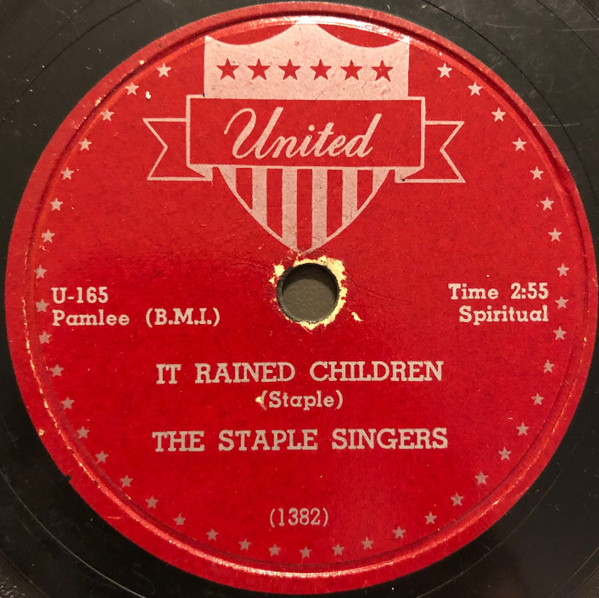 United
U-165
Pamlee (B.M.I.)
Time 2:55
Spiritual
IT RAINED CHILDREN
(Staple)
THE STAPLE SINGERS
(1382)